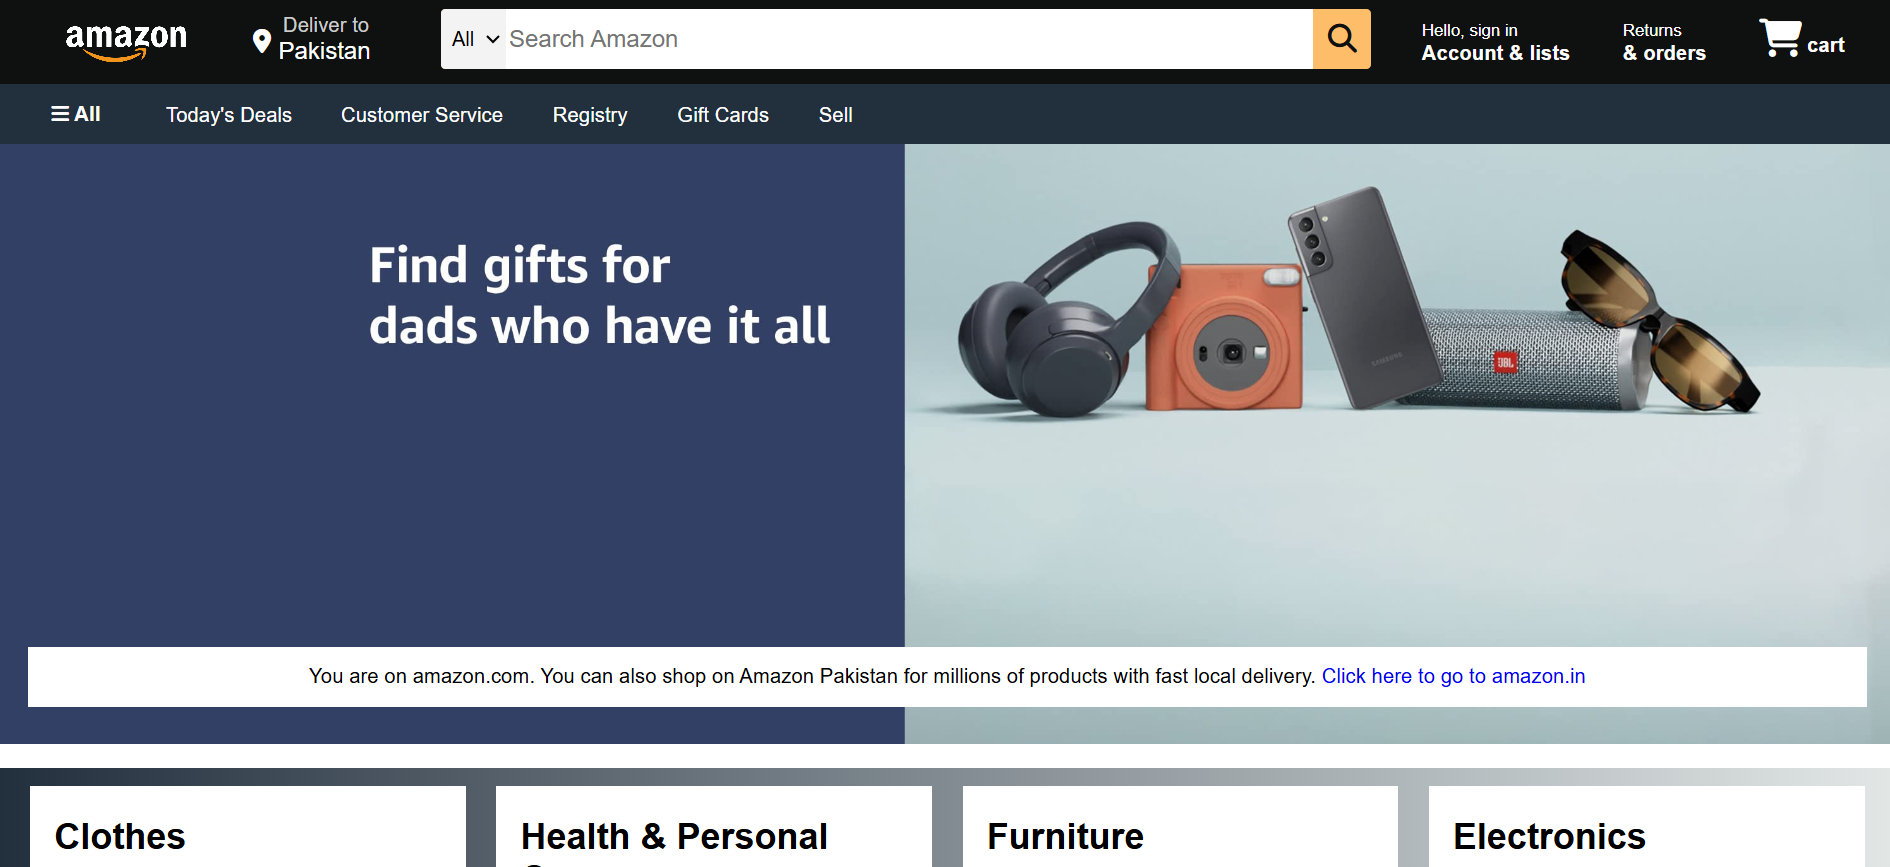 amazon
Deliver to
Pakistan
All
Search Amazon
Hello, sign in
Account & lists
Returns
& orders
cart
All
Today's Deals
Customer Service
Registry
Gift Cards
Sell
Find gifts for
dads who have it all
SAMSUNG
JBL
You are on amazon.com. You can also shop on Amazon Pakistan for millions of products with fast local delivery. Click here to go to amazon.in
Clothes
Health & Personal
Furniture
Electronics